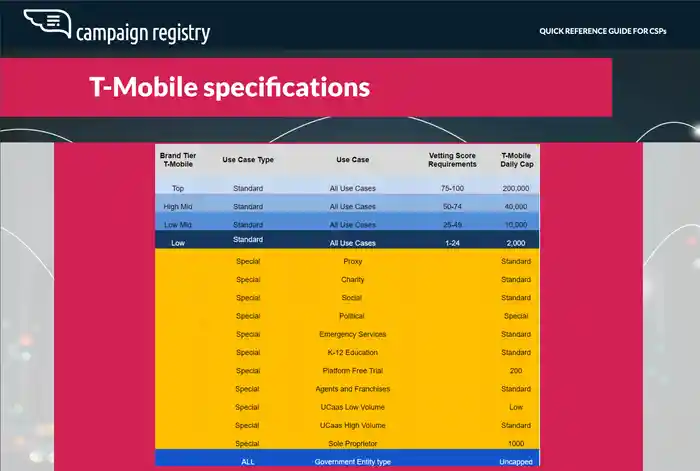 campaign registry
QUICK REFERENCE GUIDE FOR CSPs
T-Mobile specifications
Brand Tier T-Mobile Use Case Type Use Case Vetting Score Requirements T-Mobile Daily Cap
Top Standard All Use Cases 75-100 200,000
High Mid Standard All Use Cases 50-74 40,000
Low Mid Standard All Use Cases 25-49 10,000
Low Standard All Use Cases 1-24 2,000
Special Proxy Standard
Special Charity Standard
Special Social Standard
Special Political Special
Special Emergency Services Standard
Special K-12 Education Standard
Special Platform Free Trial 200
Special Agents and Franchises Standard
Special UCaas Low Volume Low
Special UCaas High Volume Standard
Special Sole Proprietor 1000
ALL Government Entity type Uncapped